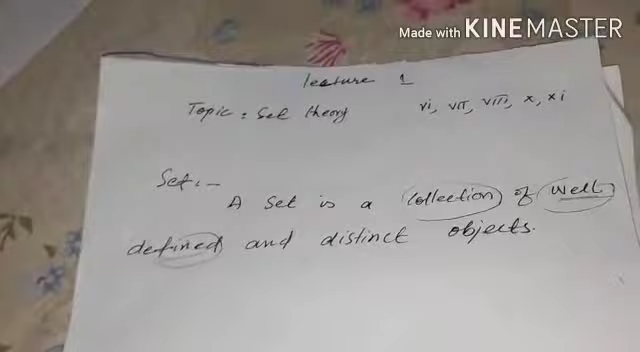 Made with KINEMASTER
lecture 1
Topic: Set theory vi, vii, viii, x, xi
Set:-
A set is a collection of well
defined and distinct objects.